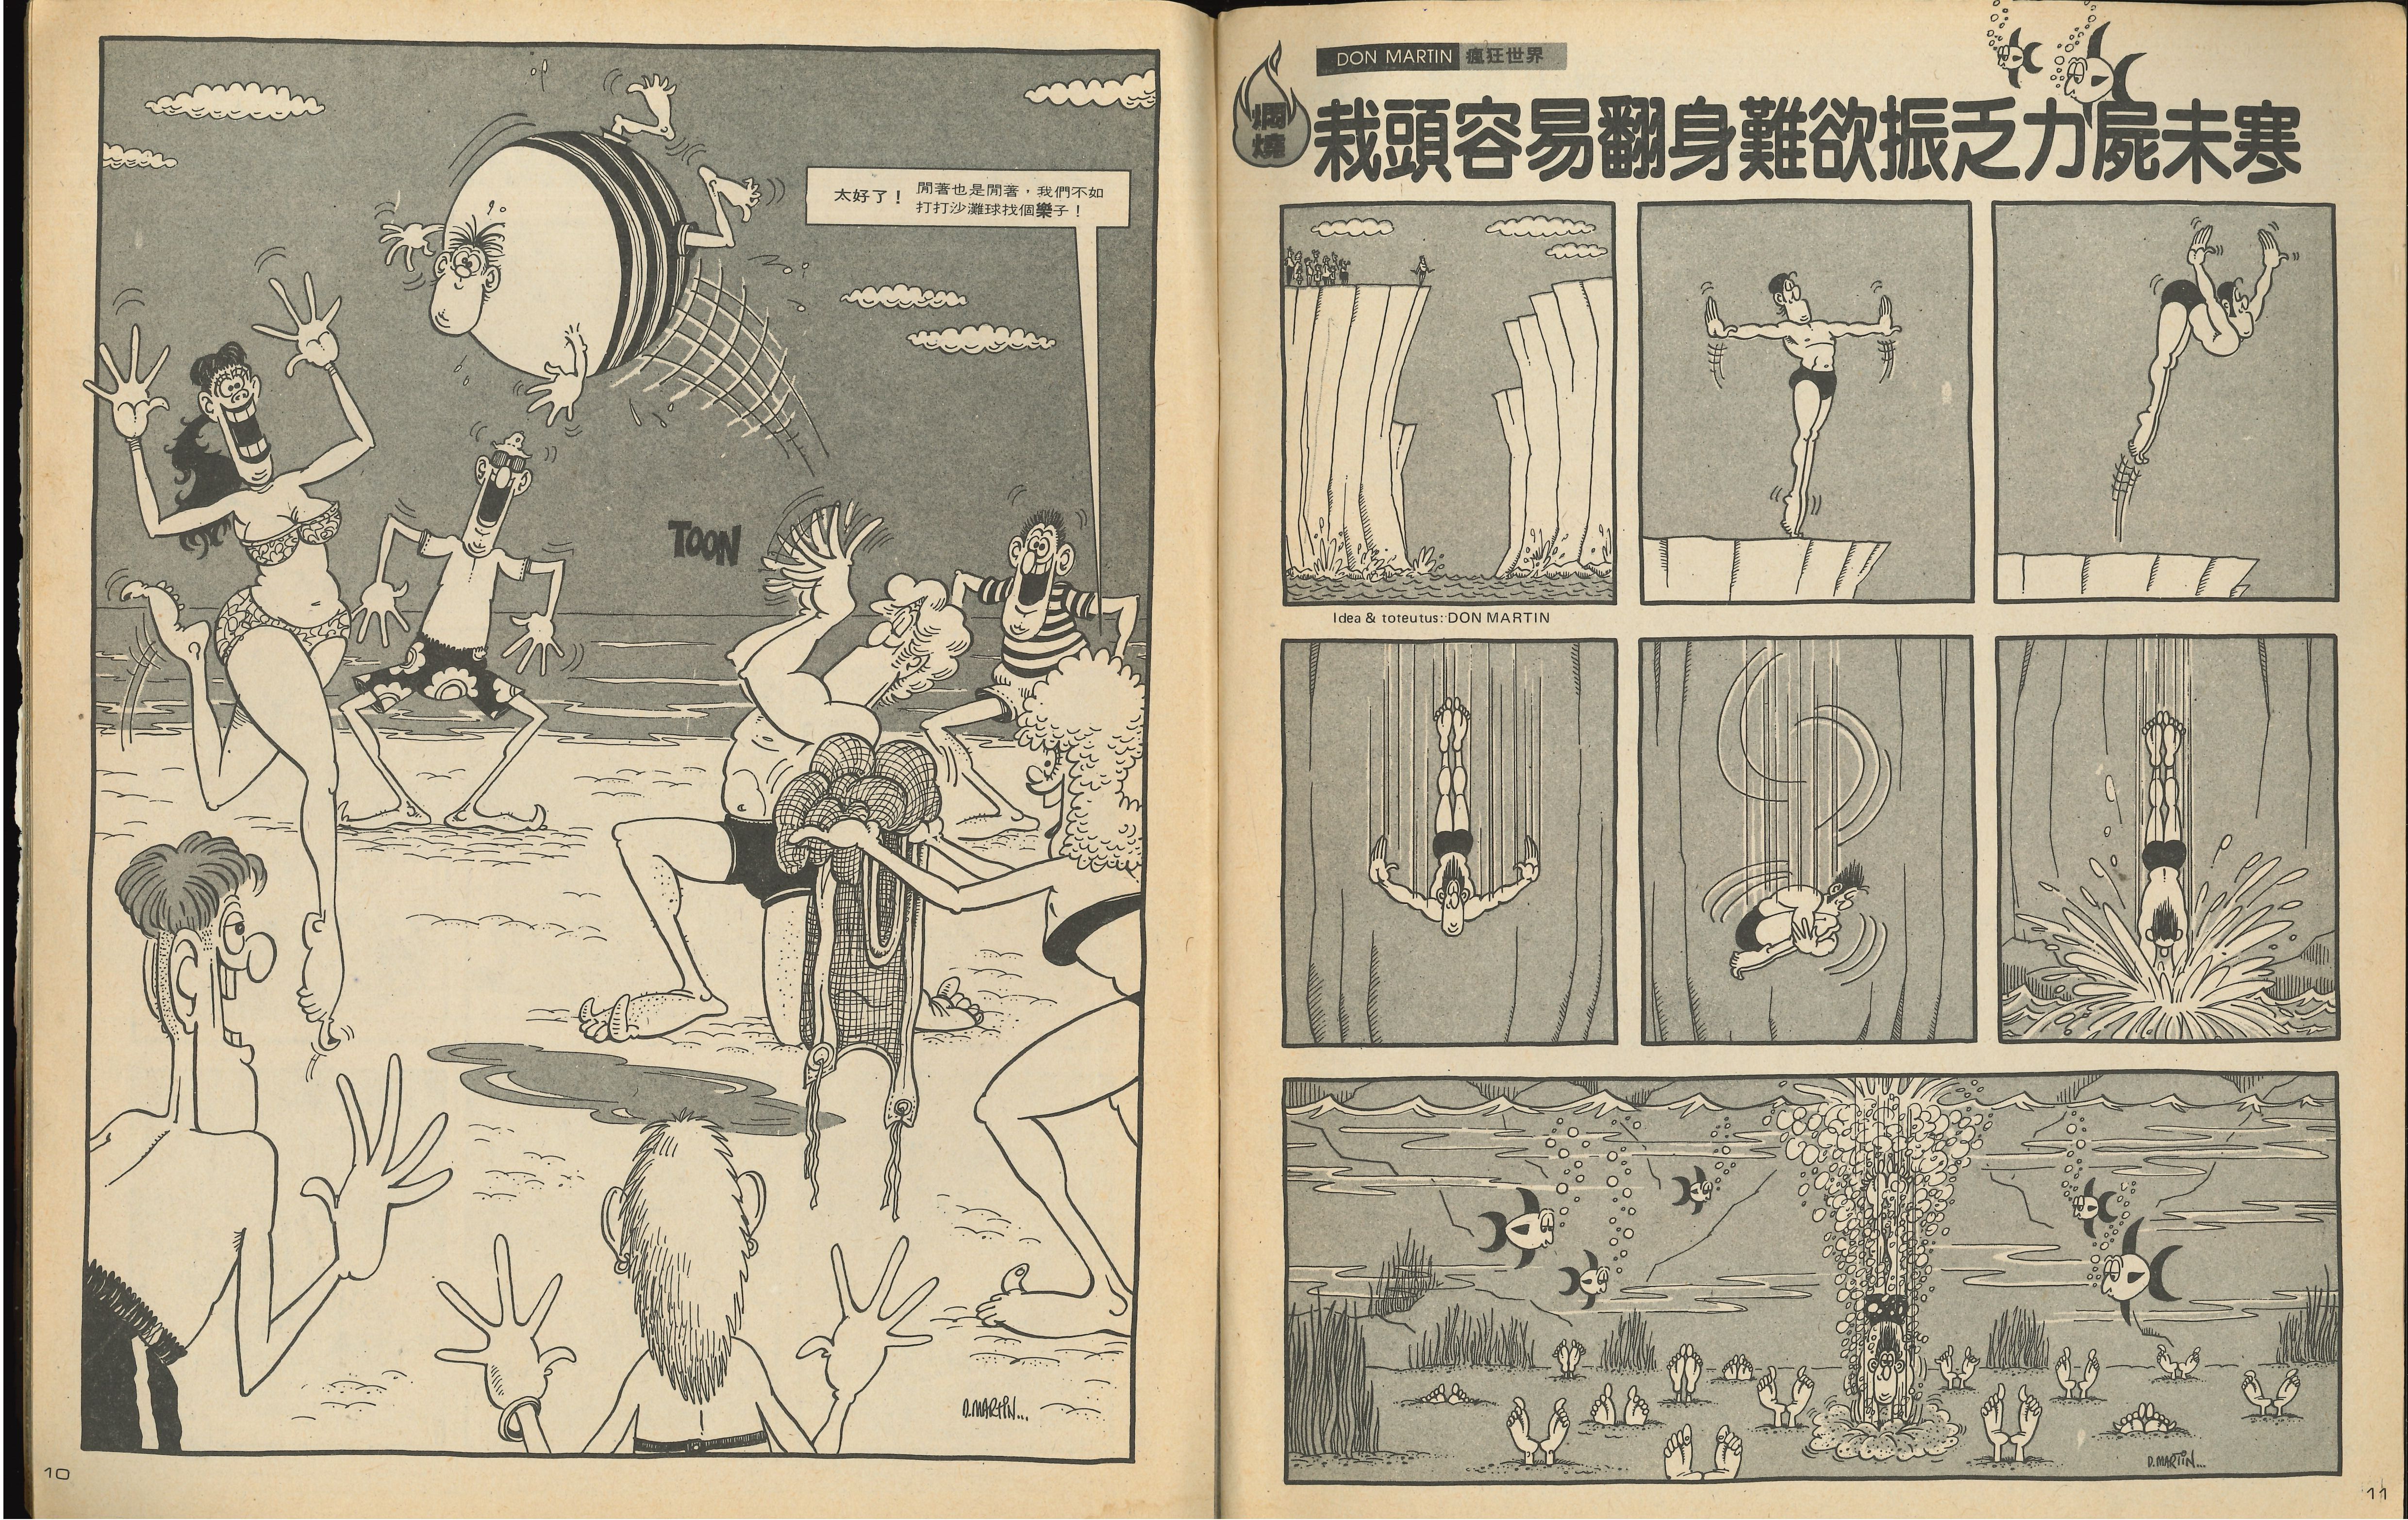 太好了！ 閒著也是閒著，我們不如
打打沙灘球找個樂子！
TOON
D.MARTIN...
10
DON MARTIN 瘋狂世界
燜燒
栽頭容易翻身難欲振乏力屍未寒
Idea & toteutus: DON MARTIN
D.MARTIN...
11